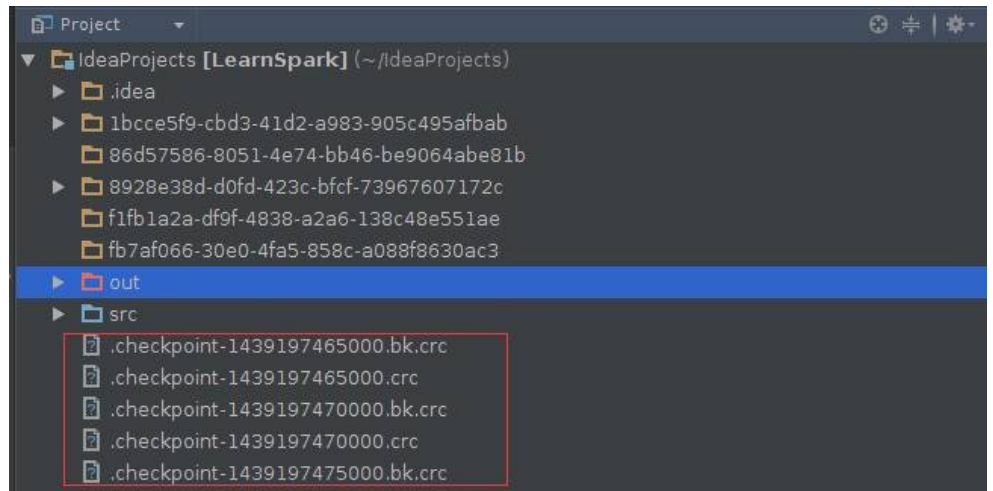 Project
IdeaProjects [LearnSpark] (~/IdeaProjects)
.idea
1bcce5f9-cbd3-41d2-a983-905c495afbab
86d57586-8051-4e74-bb46-be9064abe81b
8928e38d-d0fd-423c-bfcf-73967607172c
f1fb1a2a-df9f-4838-a2a6-138c48e551ae
fb7af066-30e0-4fa5-858c-a088f8630ac3
out
src
.checkpoint-1439197465000.bk.crc
.checkpoint-1439197465000.crc
.checkpoint-1439197470000.bk.crc
.checkpoint-1439197470000.crc
.checkpoint-1439197475000.bk.crc